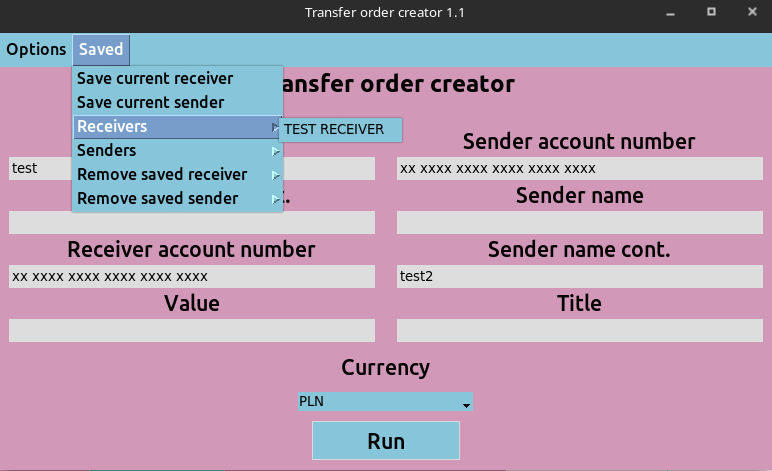 Transfer order creator 1.1
Options Saved
ansfer order creator
Save current receiver
Save current sender
Receivers
TEST RECEIVER
Senders
Remove saved receiver
Remove saved sender
Sender account number
test
xx xxxx xxxx xxxx xxxx xxxx
Sender name
Receiver account number
Sender name cont.
xx xxxx xxxx xxxx xxxx xxxx
test2
Value
Title
Currency
PLN
Run